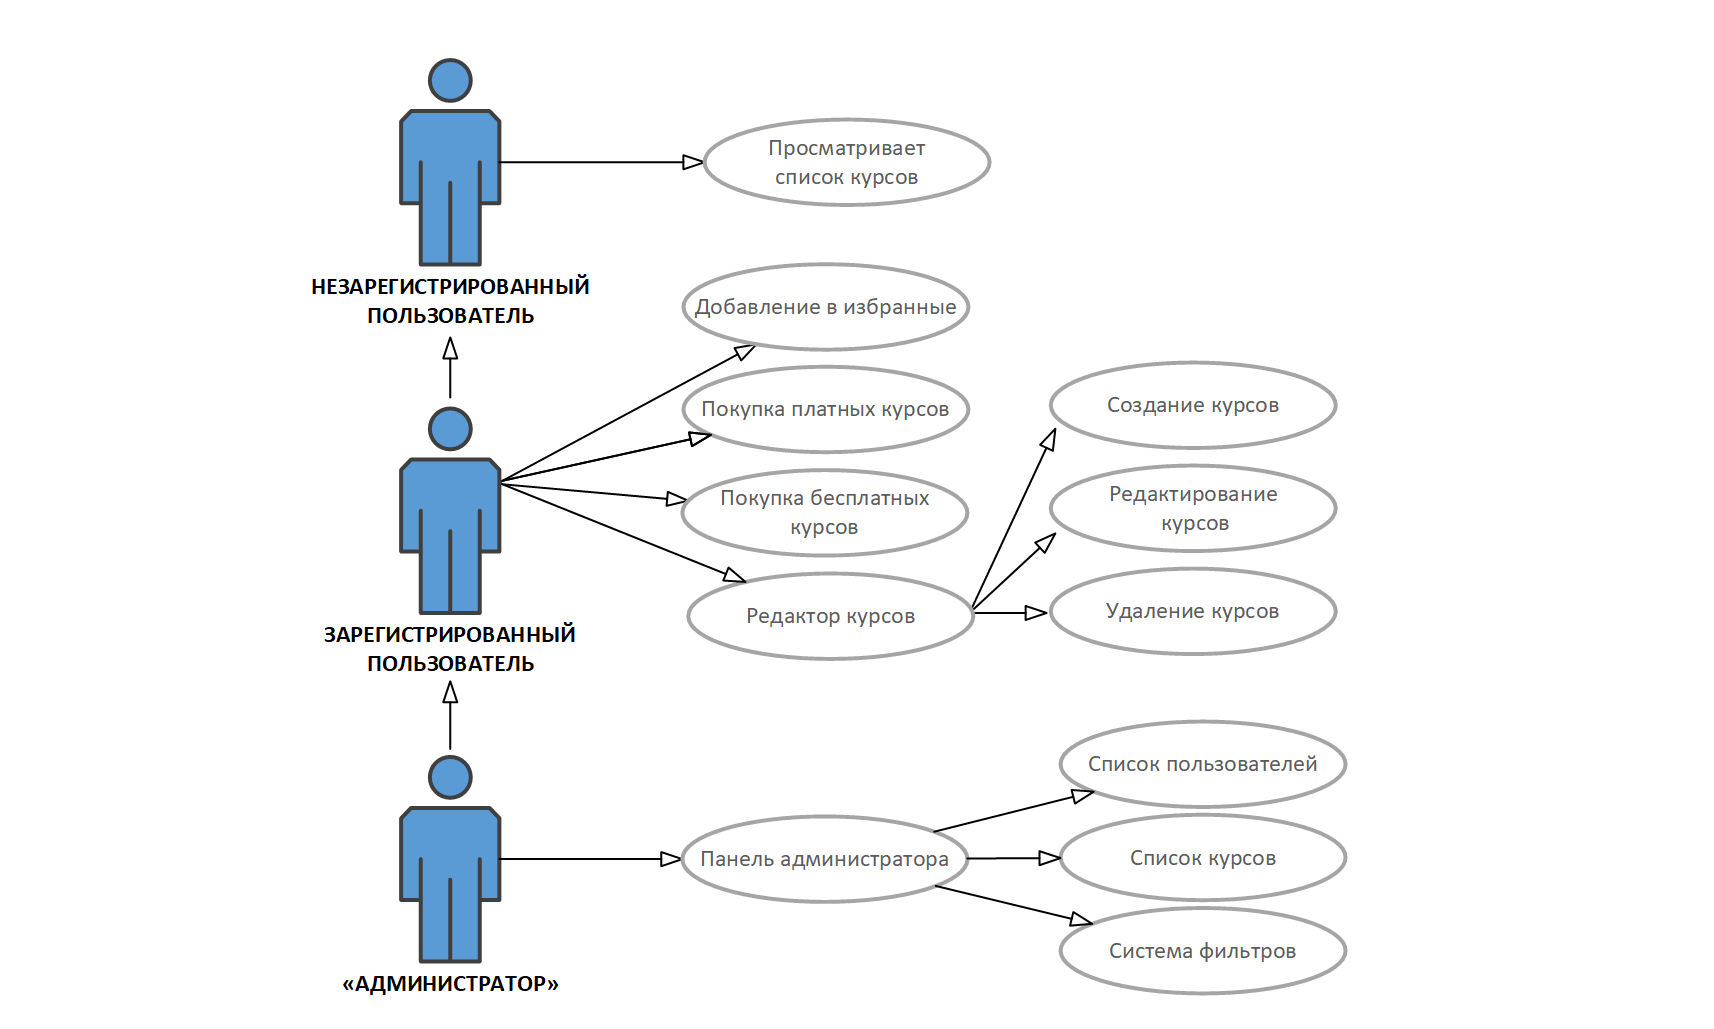 Просматривает
список курсов
НЕЗАРЕГИСТРИРОВАННЫЙ
ПОЛЬЗОВАТЕЛЬ
Добавление в избранные
Покупка платных курсов
Покупка бесплатных
курсов
Редактор курсов
Создание курсов
Редактирование
курсов
Удаление курсов
ЗАРЕГИСТРИРОВАННЫЙ
ПОЛЬЗОВАТЕЛЬ
Панель администратора
Список пользователей
Список курсов
Система фильтров
«АДМИНИСТРАТОР»